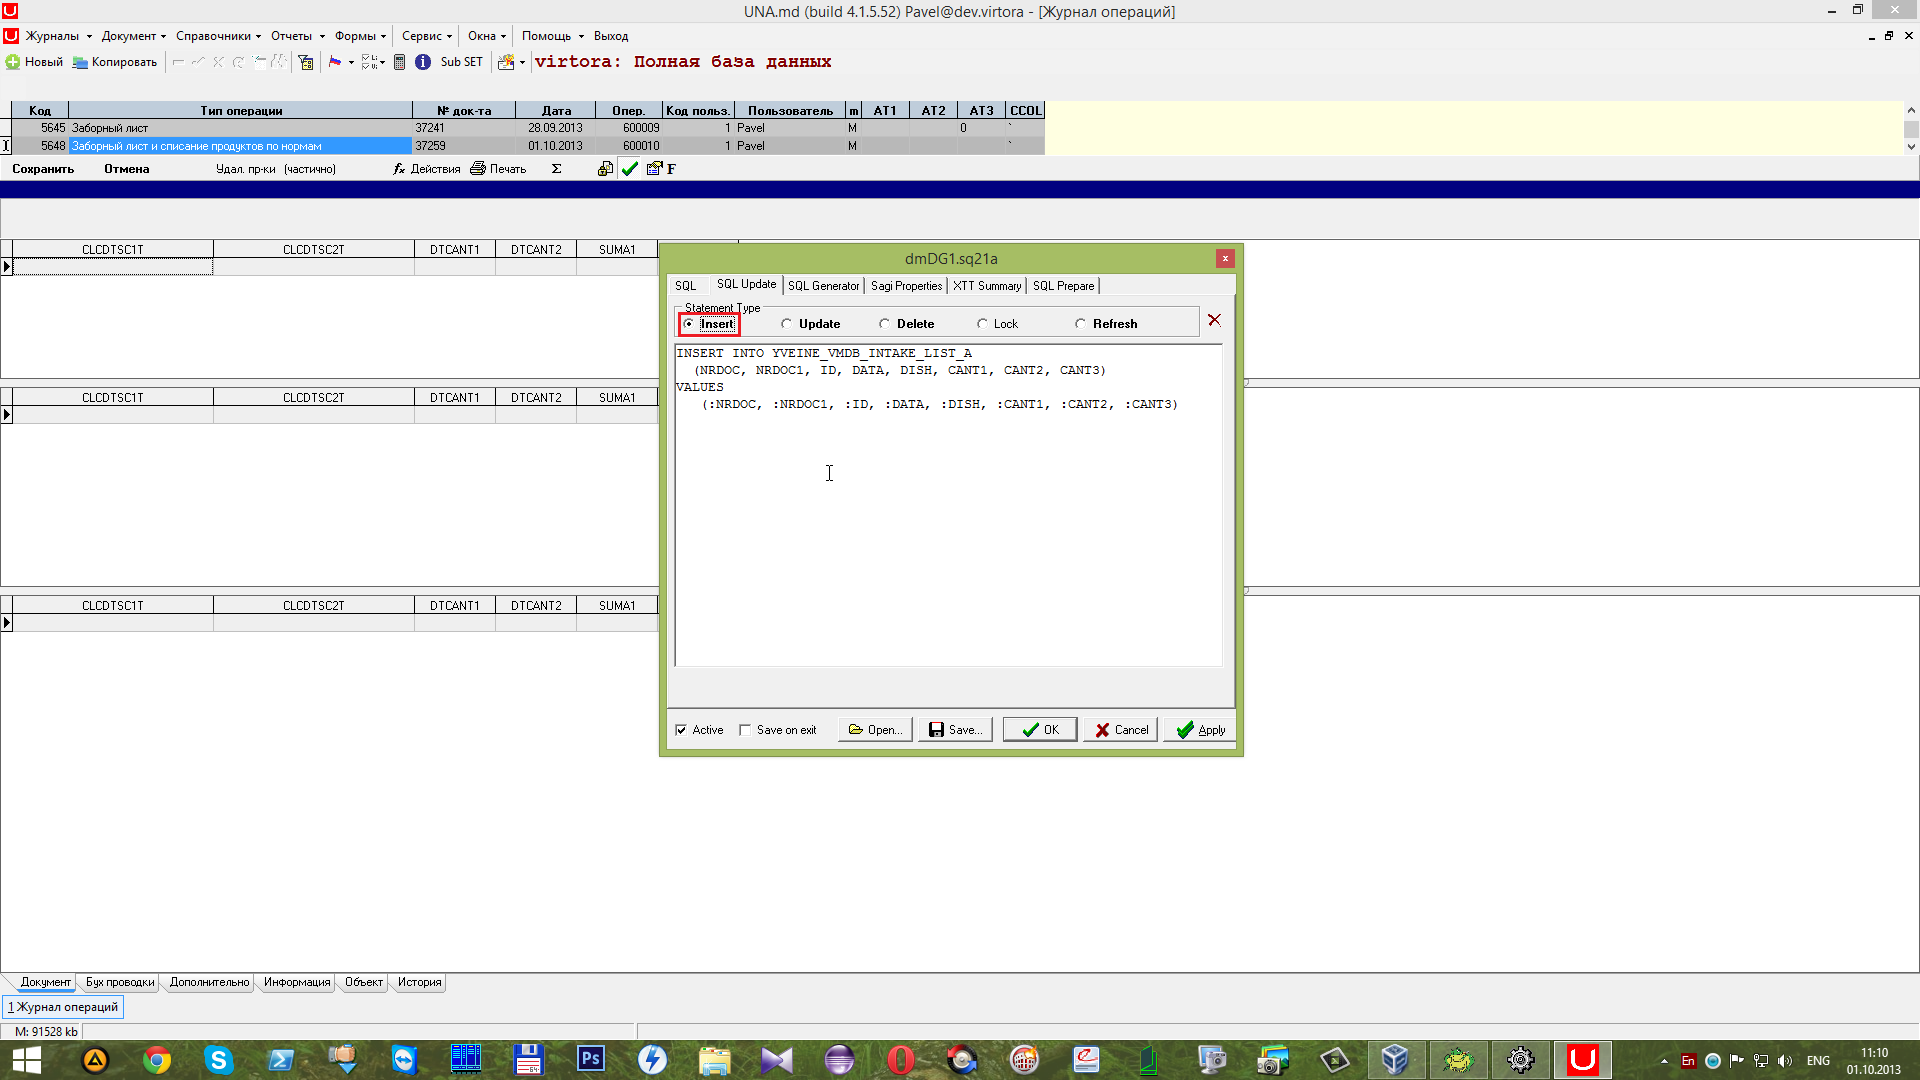 UNA.md (build 4.1.5.52) Pavel@dev.virtora - [Журнал операций]
Журналы Документ Справочники Отчеты Формы Сервис Окна Помощь Выход
Новый Копировать Sub SET virtora: Полная база данных
Код Тип операции № док-та Дата Опер. Код польз. Пользователь m AT1 AT2 AT3 CCOL
5645 Заборный лист 37241 28.09.2013 600009 1 Pavel M 0 `
5648 Заборный лист и списание продуктов по нормам 37259 01.10.2013 600010 1 Pavel M `
Сохранить Отмена Удал. пр-ки (частично) fx Действия Печать Σ F
CLCDTSC1T CLCDTSC2T DTCANT1 DTCANT2 SUMA1
dmDG1.sq21a
x
SQL SQL Update SQL Generator Sagi Properties XTT Summary SQL Prepare
Statement Type
Insert Update Delete Lock Refresh
INSERT INTO YVEINE_VMDB_INTAKE_LIST_A
(NRDOC, NRDOC1, ID, DATA, DISH, CANT1, CANT2, CANT3)
VALUES
(:NRDOC, :NRDOC1, :ID, :DATA, :DISH, :CANT1, :CANT2, :CANT3)
CLCDTSC1T CLCDTSC2T DTCANT1 DTCANT2 SUMA1
CLCDTSC1T CLCDTSC2T DTCANT1 DTCANT2 SUMA1
Active Save on exit Open... Save... OK Cancel Apply
Документ Бух проводки Дополнительно Информация Объект История
1 Журнал операций
M: 91528 kb
Ps
64
En
ENG
11:10
01.10.2013